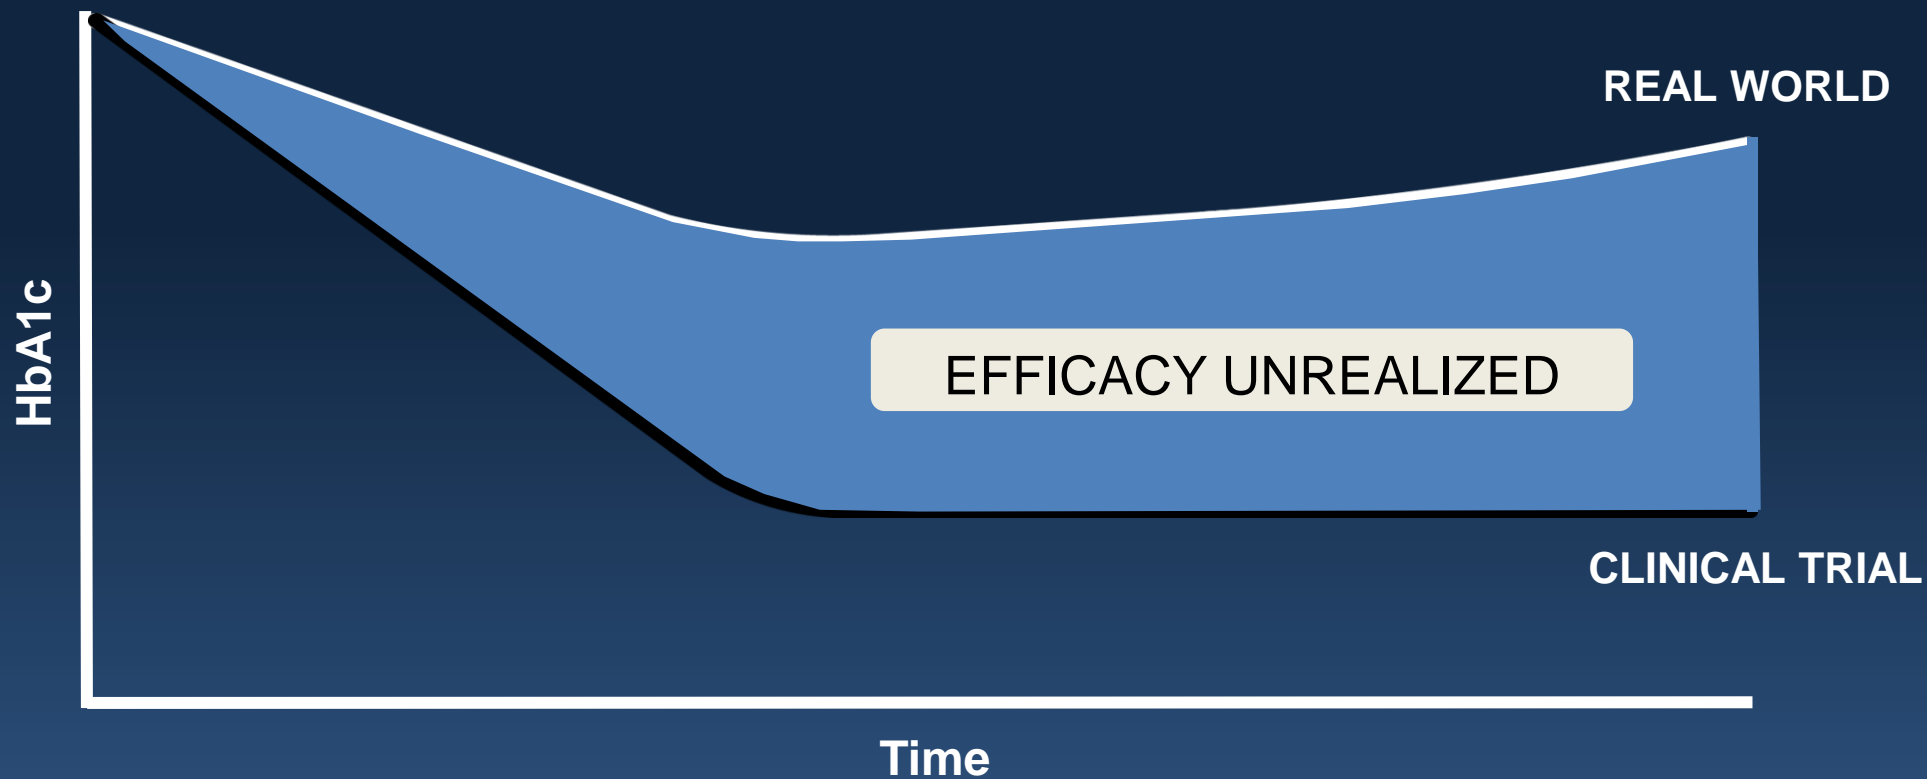 REAL WORLD
HbA1c
EFFICACY UNREALIZED
CLINICAL TRIAL
Time